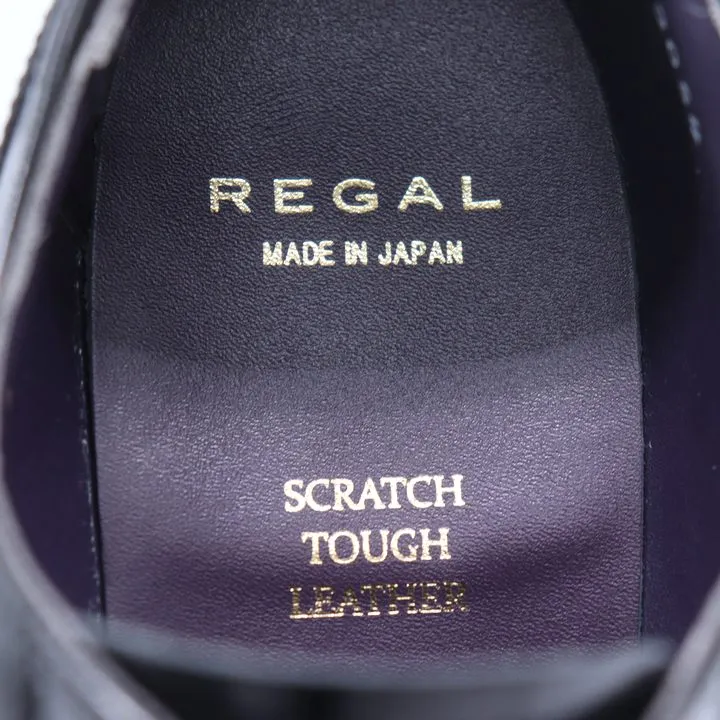 REGAL
MADE IN JAPAN
SCRATCH
TOUGH
LEATHER